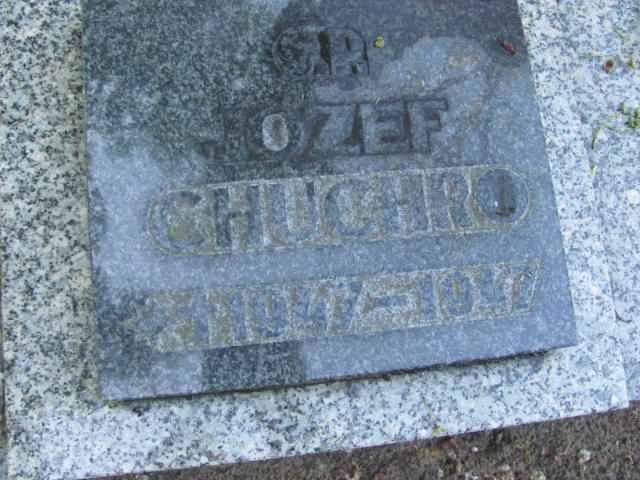 Ś.P.
JÓZEF
CHUCHRO
*†1947-1947